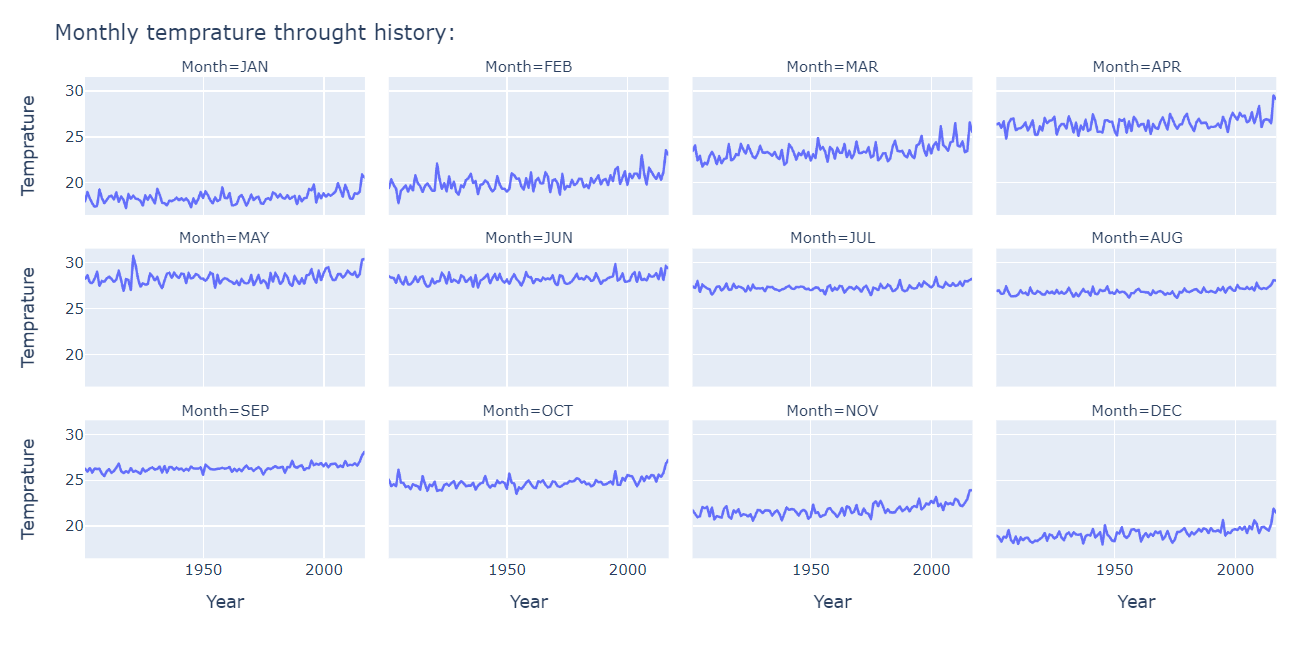 Monthly temprature throught history:
Month=JAN
Month=FEB
Month=MAR
Month=APR
30
25
20
Temprature
1950
2000
Month=MAY
Month=JUN
Month=JUL
Month=AUG
30
25
20
Temprature
Month=SEP
Month=OCT
Month=NOV
Month=DEC
30
25
20
Temprature
1950
2000
1950
2000
1950
2000
Year
Year
Year
Year